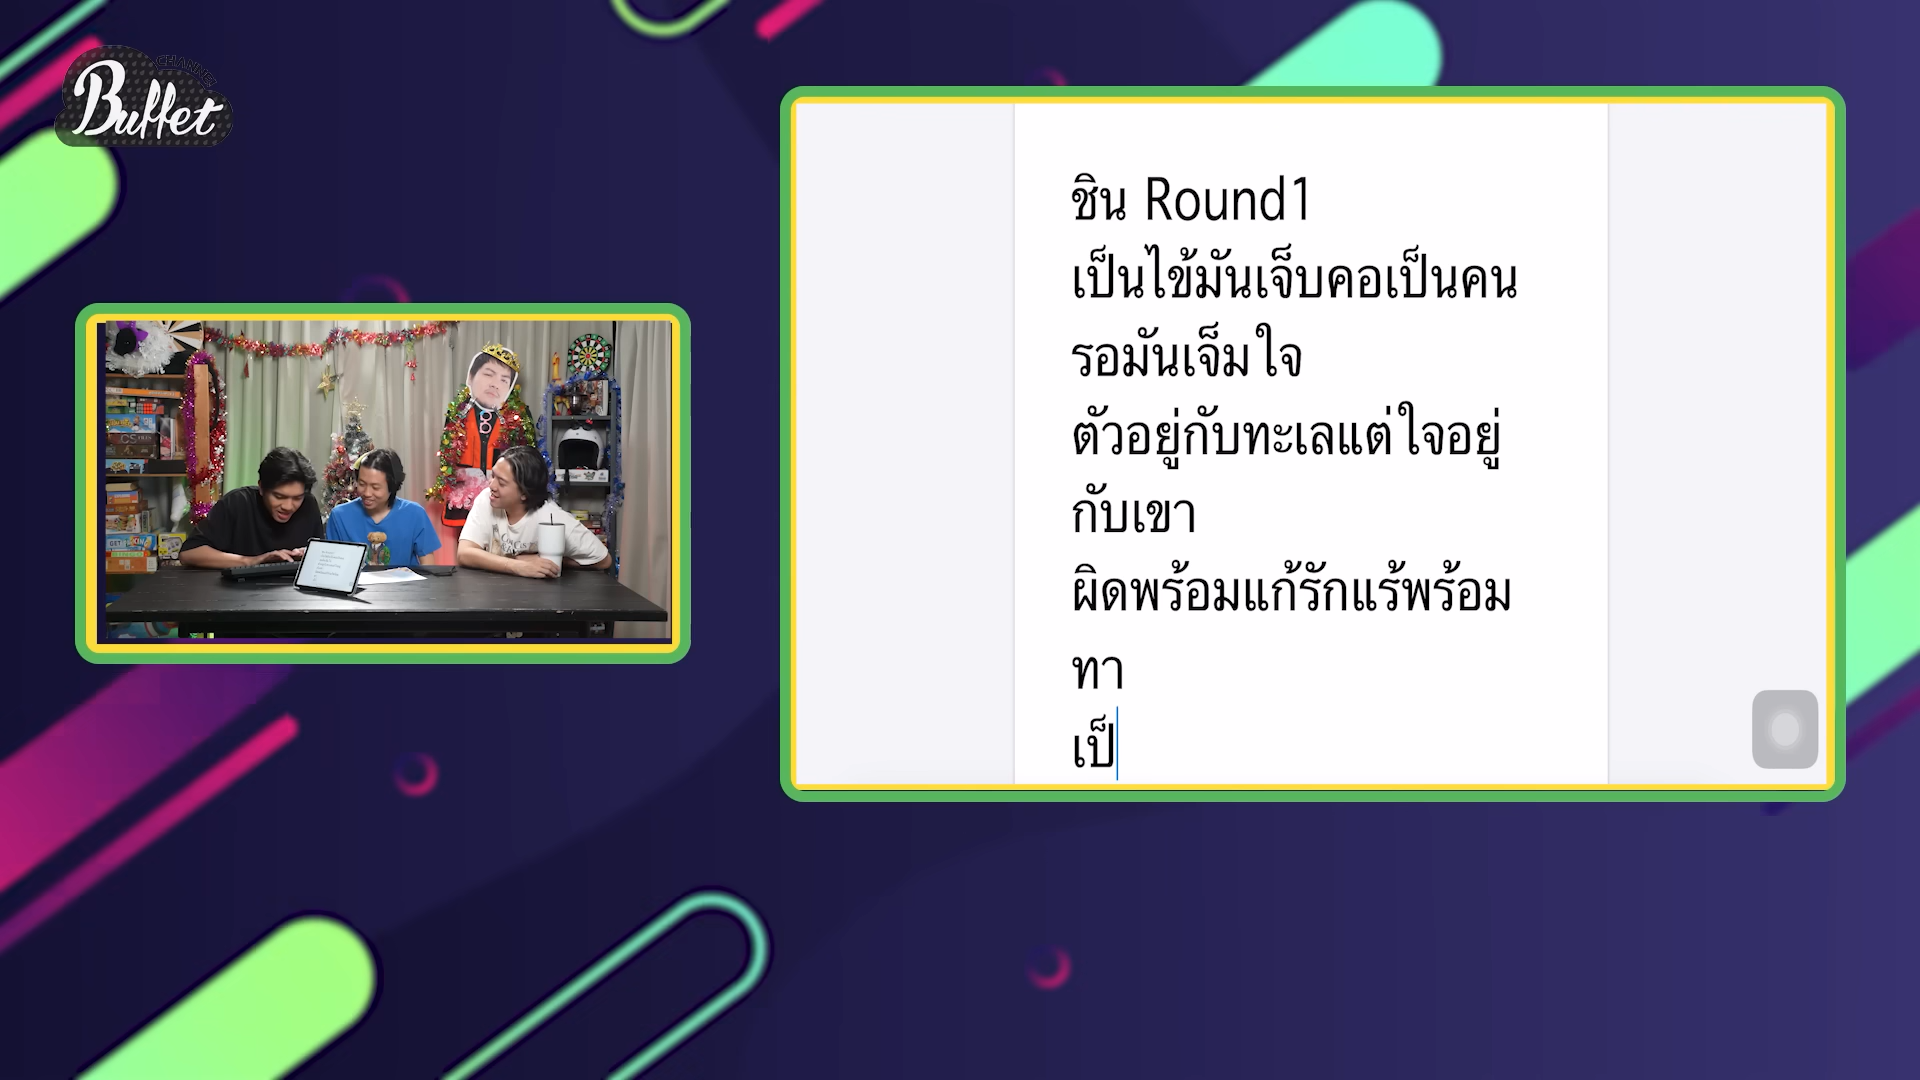 Buffet
CHANNEL
ชิน Round1
เป็นไข้มันเจ็บคอเป็นคน
รอมันเจ็มใจ
ตัวอยู่กับทะเลแต่ใจอยู่
กับเขา
ผิดพร้อมแก้รักแร้พร้อม
ทา
เป็